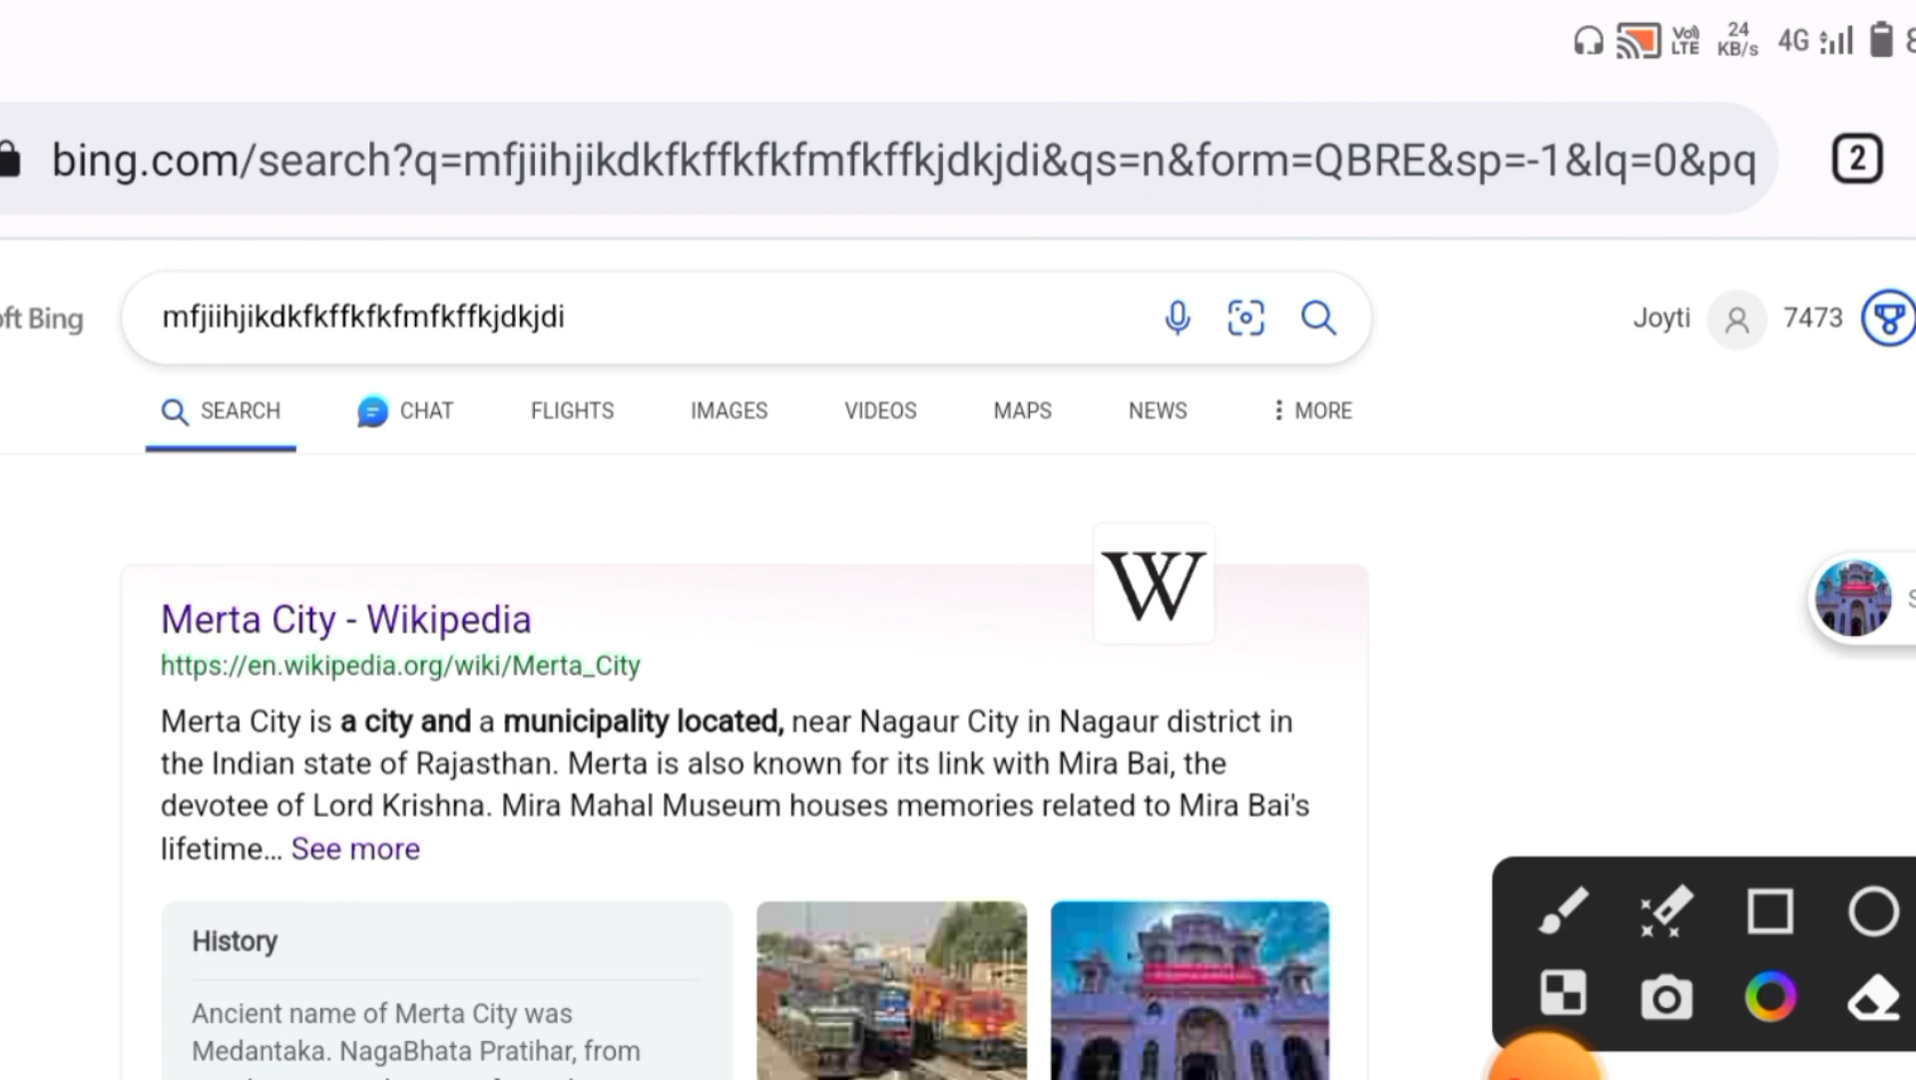 Vo)) LTE 24 KB/s 4G
bing.com/search?q=mfjiihjikdkfkffkfkfmfkffkjdkjdi&qs=n&form=QBRE&sp=-1&lq=0&pq
2
oft Bing
mfjiihjikdkfkffkfkfmfkffkjdkjdi
Joyti 7473
SEARCH CHAT FLIGHTS IMAGES VIDEOS MAPS NEWS MORE
W
Merta City - Wikipedia
https://en.wikipedia.org/wiki/Merta_City
Merta City is a city and a municipality located, near Nagaur City in Nagaur district in
the Indian state of Rajasthan. Merta is also known for its link with Mira Bai, the
devotee of Lord Krishna. Mira Mahal Museum houses memories related to Mira Bai's
lifetime... See more
History
Ancient name of Merta City was
Medantaka. NagaBhata Pratihar, from